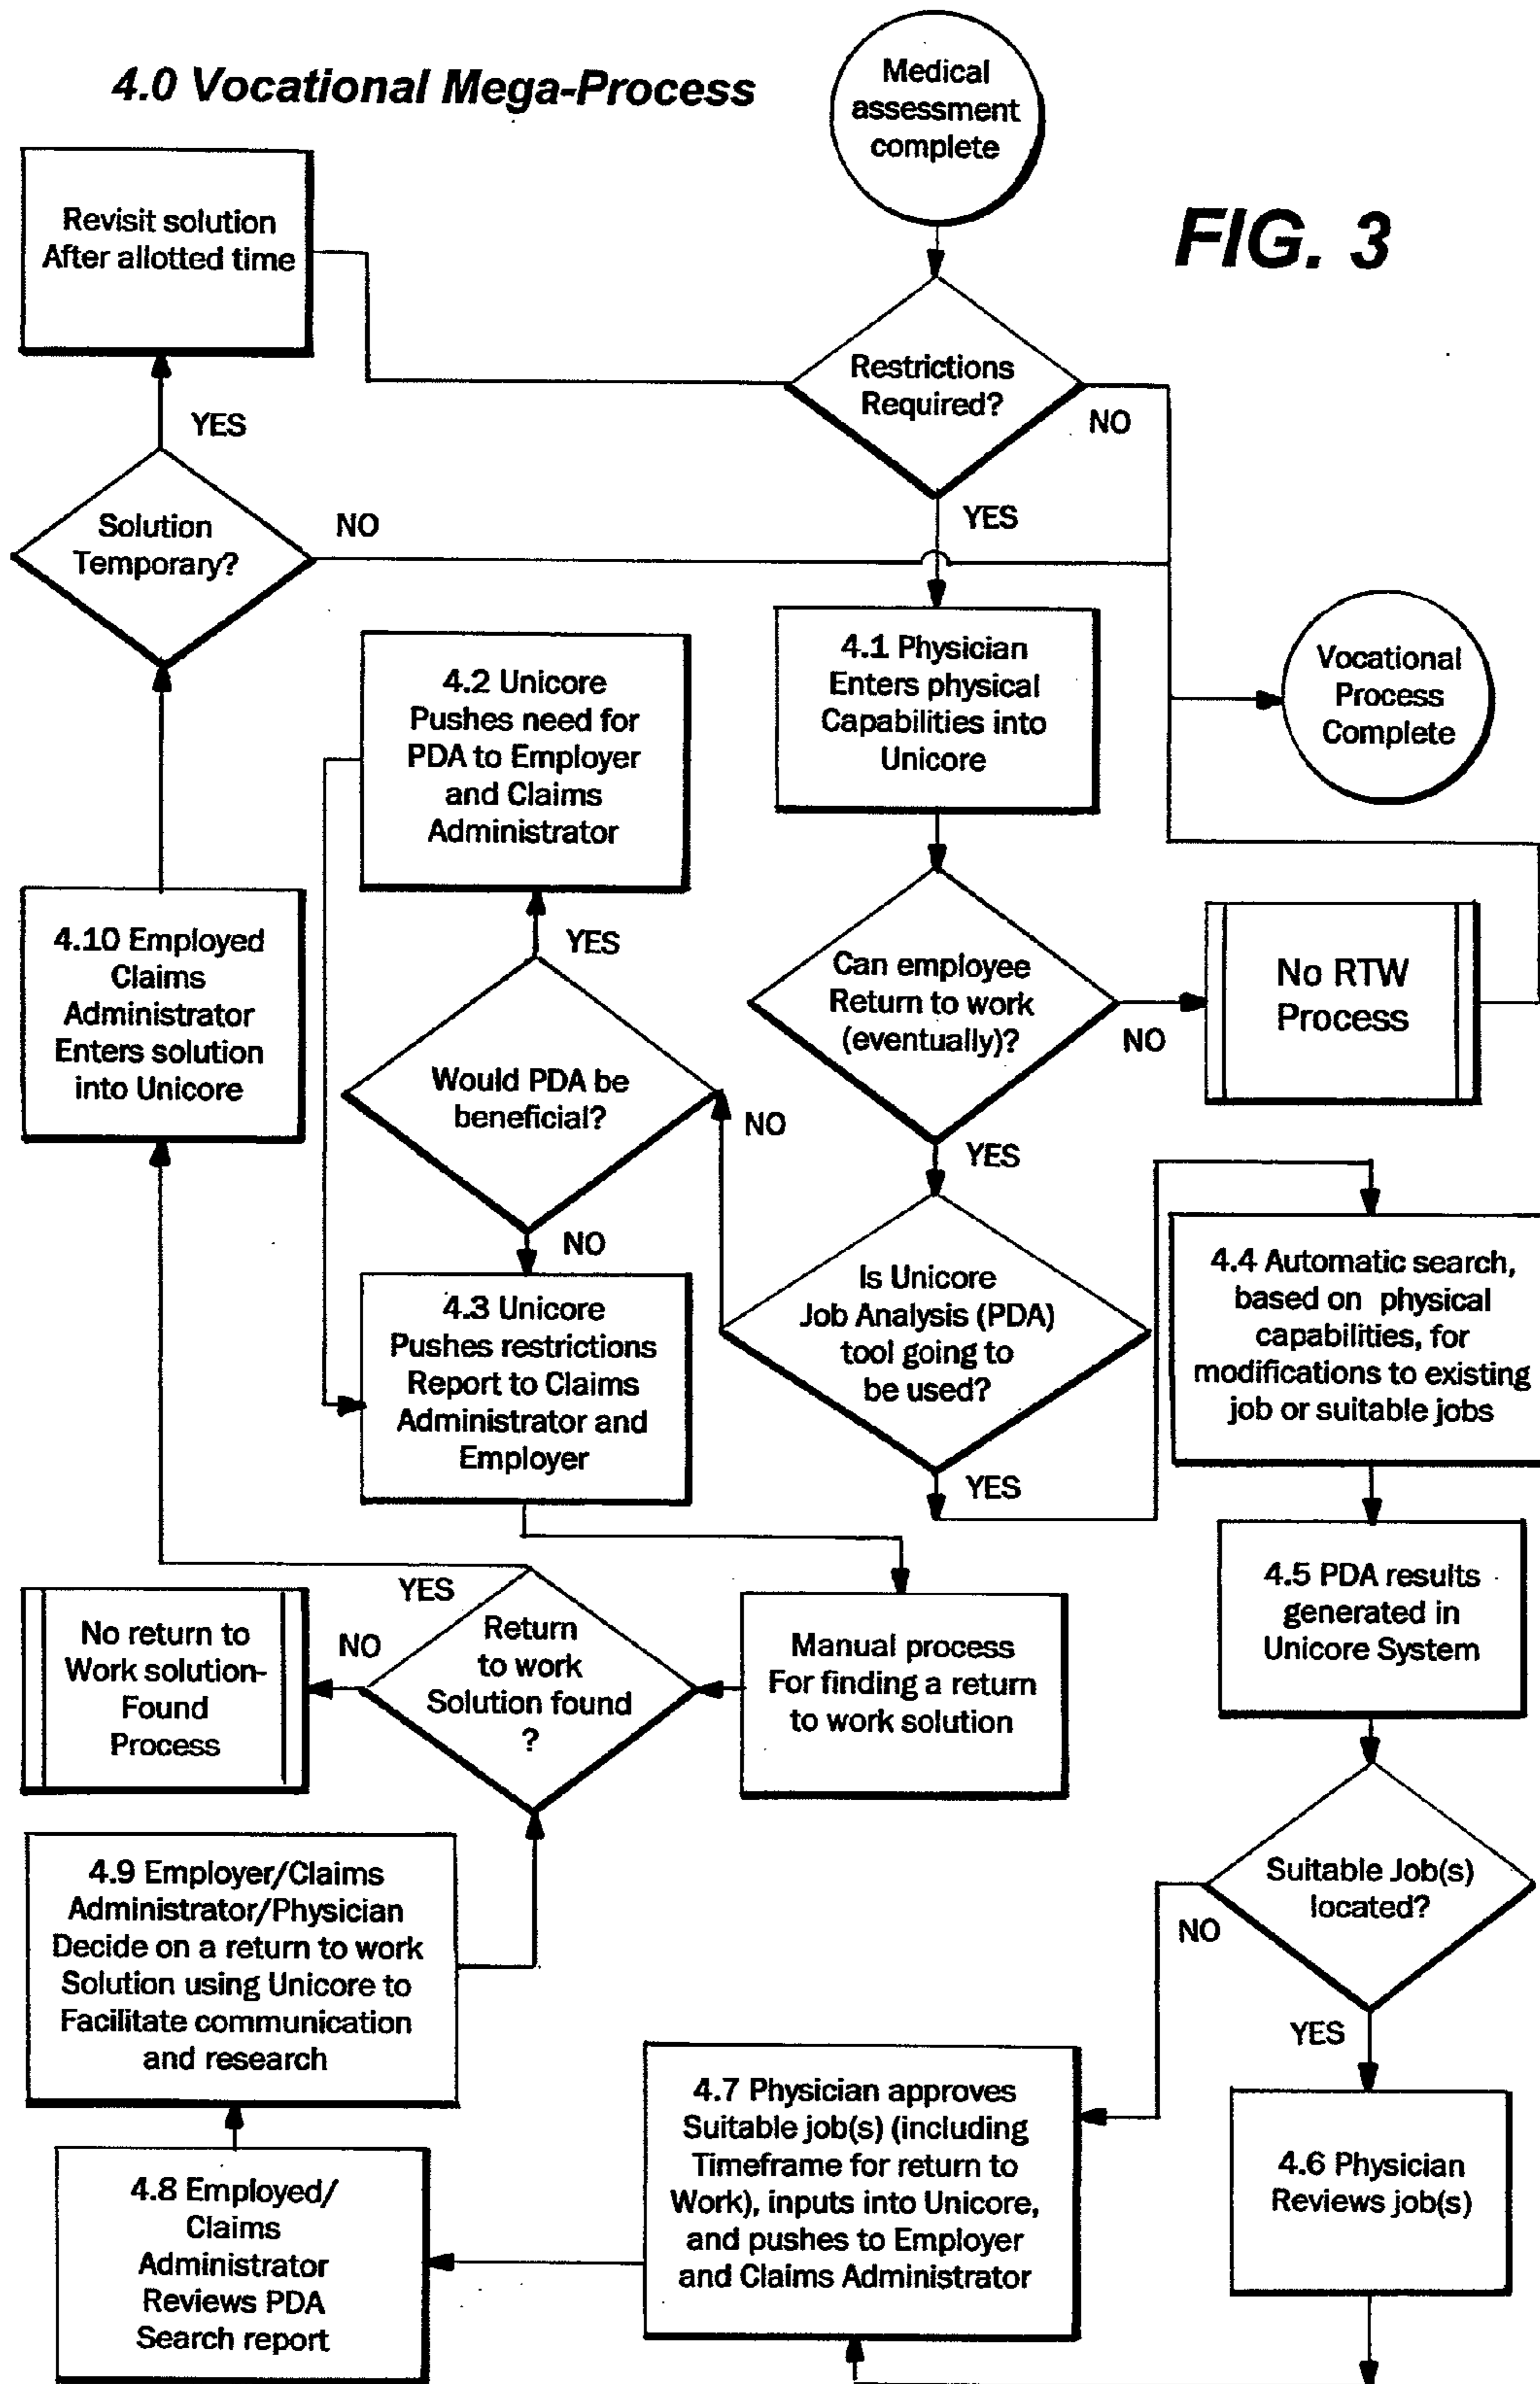 4.0 Vocational Mega-Process
Medical
assessment
complete
FIG. 3
Revisit solution
After allotted time
Restrictions
Required?
NO
YES
YES
Solution
Temporary?
NO
4.1 Physician
Enters physical
Capabilities into
Unicore
Vocational
Process
Complete
4.2 Unicore
Pushes need for
PDA to Employer
and Claims
Administrator
4.10 Employed
Claims
Administrator
Enters solution
into Unicore
YES
Can employee
Return to work
(eventually)?
NO
No RTW
Process
Would PDA be
beneficial?
NO
YES
NO
Is Unicore
Job Analysis (PDA)
tool going to
be used?
YES
4.4 Automatic search,
based on physical
capabilities, for
modifications to existing
job or suitable jobs
4.3 Unicore
Pushes restrictions
Report to Claims
Administrator and
Employer
4.5 PDA results
generated in
Unicore System
YES
NO
Return
to work
Solution found
?
No return to
Work solution-
Found
Process
Manual process
For finding a return
to work solution
Suitable Job(s)
located?
NO
YES
4.9 Employer/Claims
Administrator/Physician
Decide on a return to work
Solution using Unicore to
Facilitate communication
and research
4.7 Physician approves
Suitable job(s) (including
Timeframe for return to
Work), inputs into Unicore,
and pushes to Employer
and Claims Administrator
4.6 Physician
Reviews job(s)
4.8 Employed/
Claims
Administrator
Reviews PDA
Search report